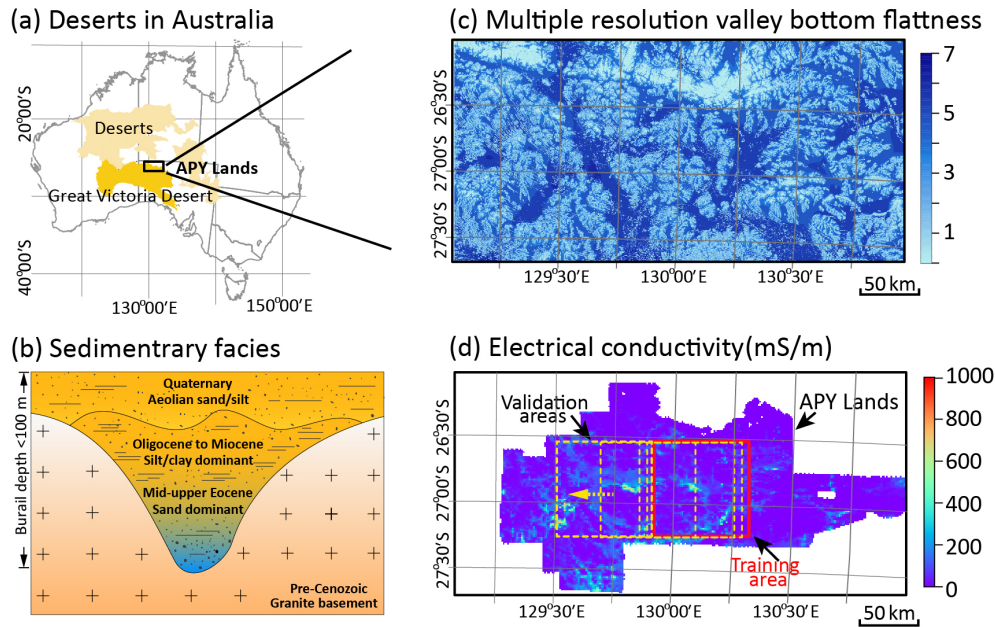 (a) Deserts in Australia
20°00'S
40°00'S
Deserts
APY Lands
Great Victoria Desert
130°00'E
150°00'E
(c) Multiple resolution valley bottom flattness
26°30'S
27°00'S
27°30'S
7
6
5
4
3
2
1
129°30'E
130°00'E
130°30'E
50 km
(b) Sedimentrary facies
Burail depth <100 m
Quaternary
Aeolian sand/silt
Oligocene to Miocene
Silt/clay dominant
Mid-upper Eocene
Sand dominant
Pre-Cenozoic
Granite basement
(d) Electrical conductivity(mS/m)
26°30'S
27°00'S
27°30'S
Validation
areas
APY Lands
Training
area
1000
800
600
400
200
0
129°30'E
130°00'E
130°30'E
50 km